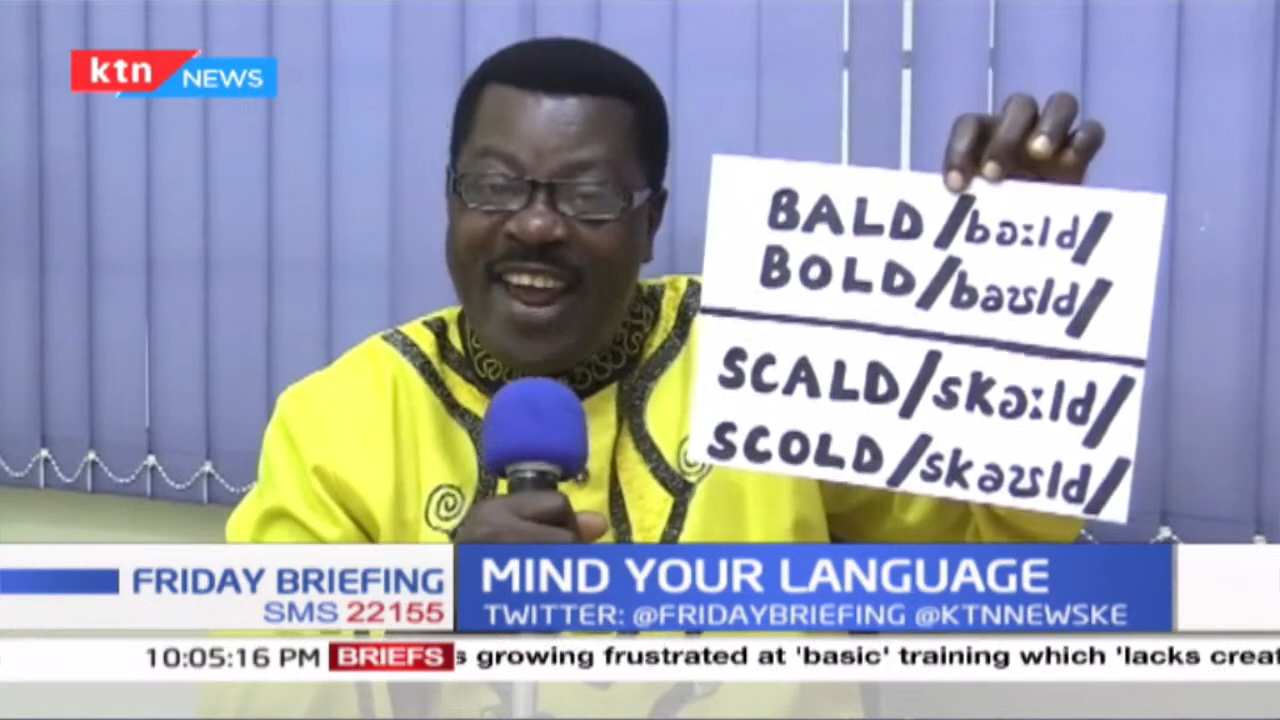 ktn NEWS
BALD /bɔːld/
BOLD /bəʊld/
SCALD /skɔːld/
SCOLD /skəʊld/
FRIDAY BRIEFING
SMS 22155
MIND YOUR LANGUAGE
TWITTER: @FRIDAYBRIEFING @KTNNEWSKE
10:05:16 PM BRIEFS growing frustrated at 'basic' training which 'lacks